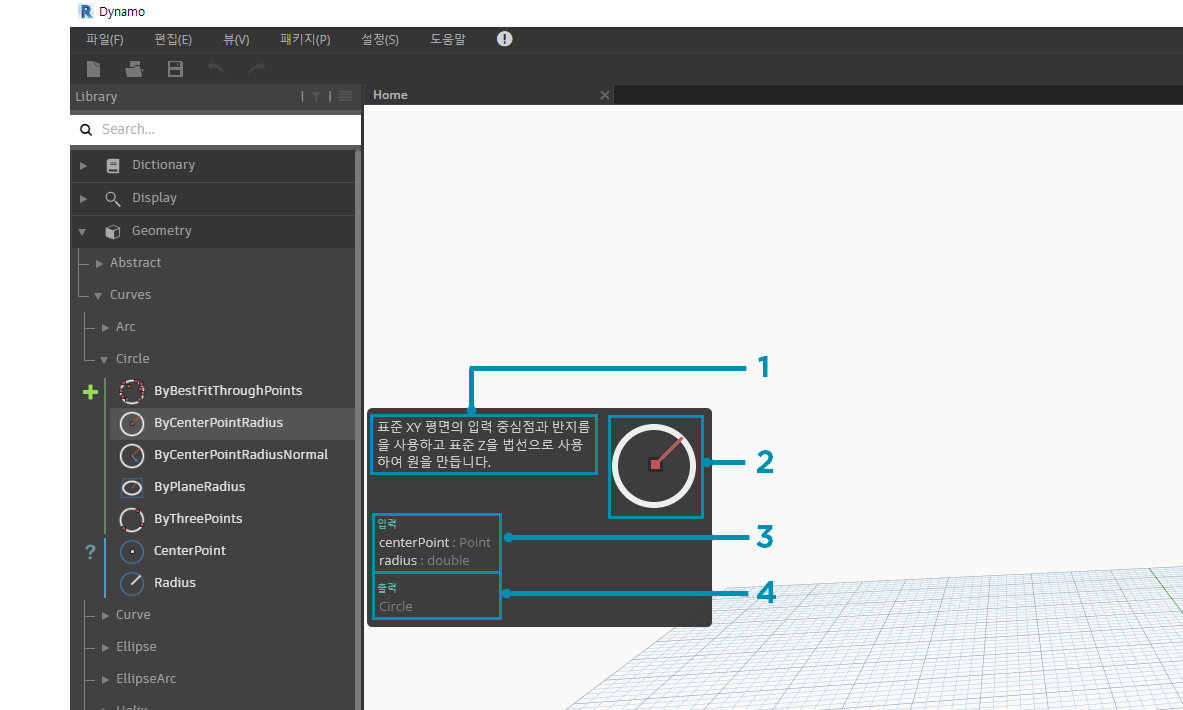 Dynamo
파일(F) 편집(E) 뷰(V) 패키지(P) 설정(S) 도움말
Library
Home
Search...
Dictionary
Display
Geometry
Abstract
Curves
Arc
Circle
ByBestFitThroughPoints
ByCenterPointRadius
ByCenterPointRadiusNormal
ByPlaneRadius
ByThreePoints
CenterPoint
Radius
Curve
Ellipse
EllipseArc
Helix
1
표준 XY 평면의 입력 중심점과 반지름
을 사용하고 표준 Z을 법선으로 사용
하여 원을 만듭니다.
2
입력
centerPoint : Point
radius : double
3
출력
Circle
4